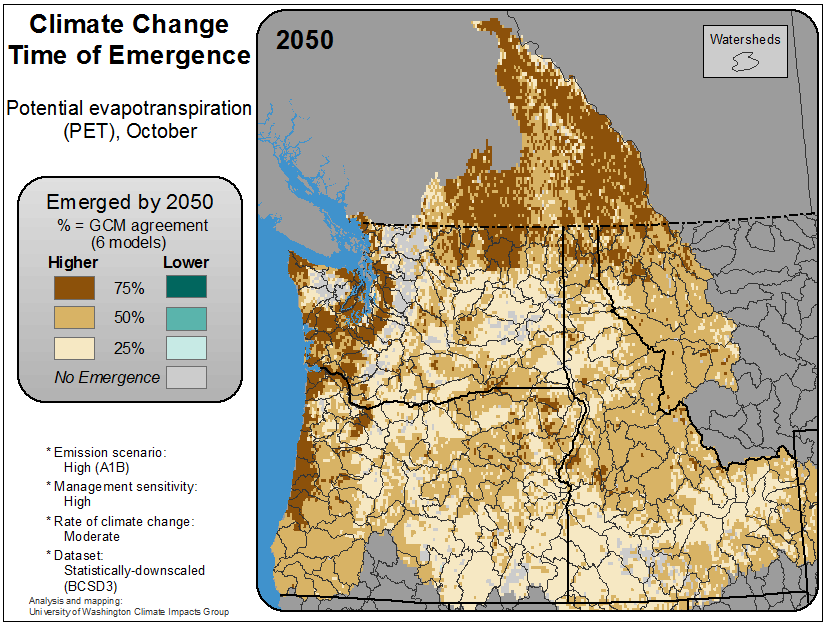 Climate Change
Time of Emergence
Potential evapotranspiration
(PET), October
Emerged by 2050
% = GCM agreement
(6 models)
Higher Lower
75%
50%
25%
No Emergence
* Emission scenario:
High (A1B)
* Management sensitivity:
High
* Rate of climate change:
Moderate
* Dataset:
Statistically-downscaled
(BCSD3)
Analysis and mapping:
University of Washington Climate Impacts Group
2050
Watersheds